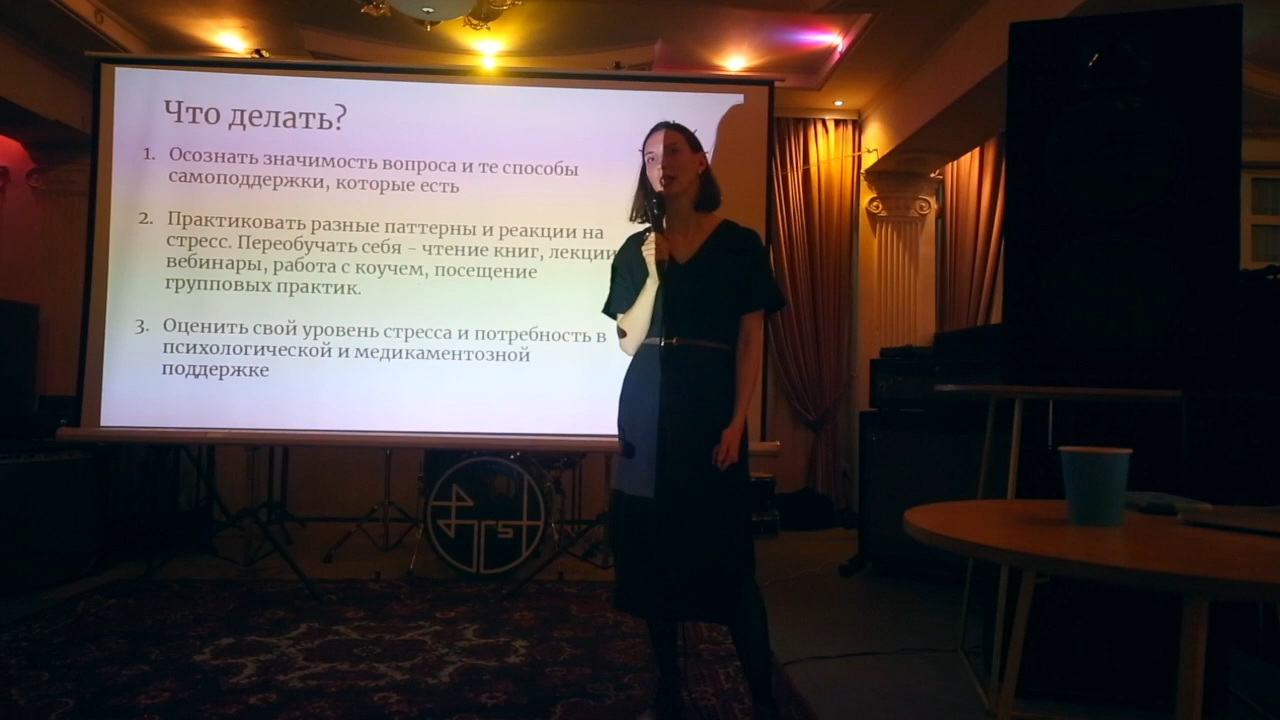 Что делать?
1. Осознать значимость вопроса и те способы
самоподдержки, которые есть
2. Практиковать разные паттерны и реакции на
стресс. Переобучать себя - чтение книг, лекции
вебинары, работа с коучем, посещение
групповых практик.
3. Оценить свой уровень стресса и потребность в
психологической и медикаментозной
поддержке